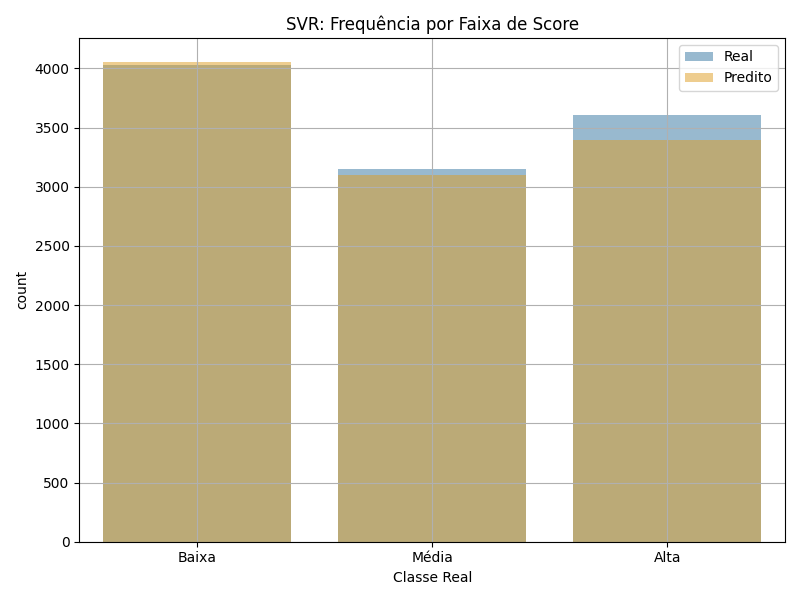 SVR: Frequência por Faixa de Score
Real
Predito
count
4000
3500
3000
2500
2000
1500
1000
500
0
Baixa
Média
Alta
Classe Real